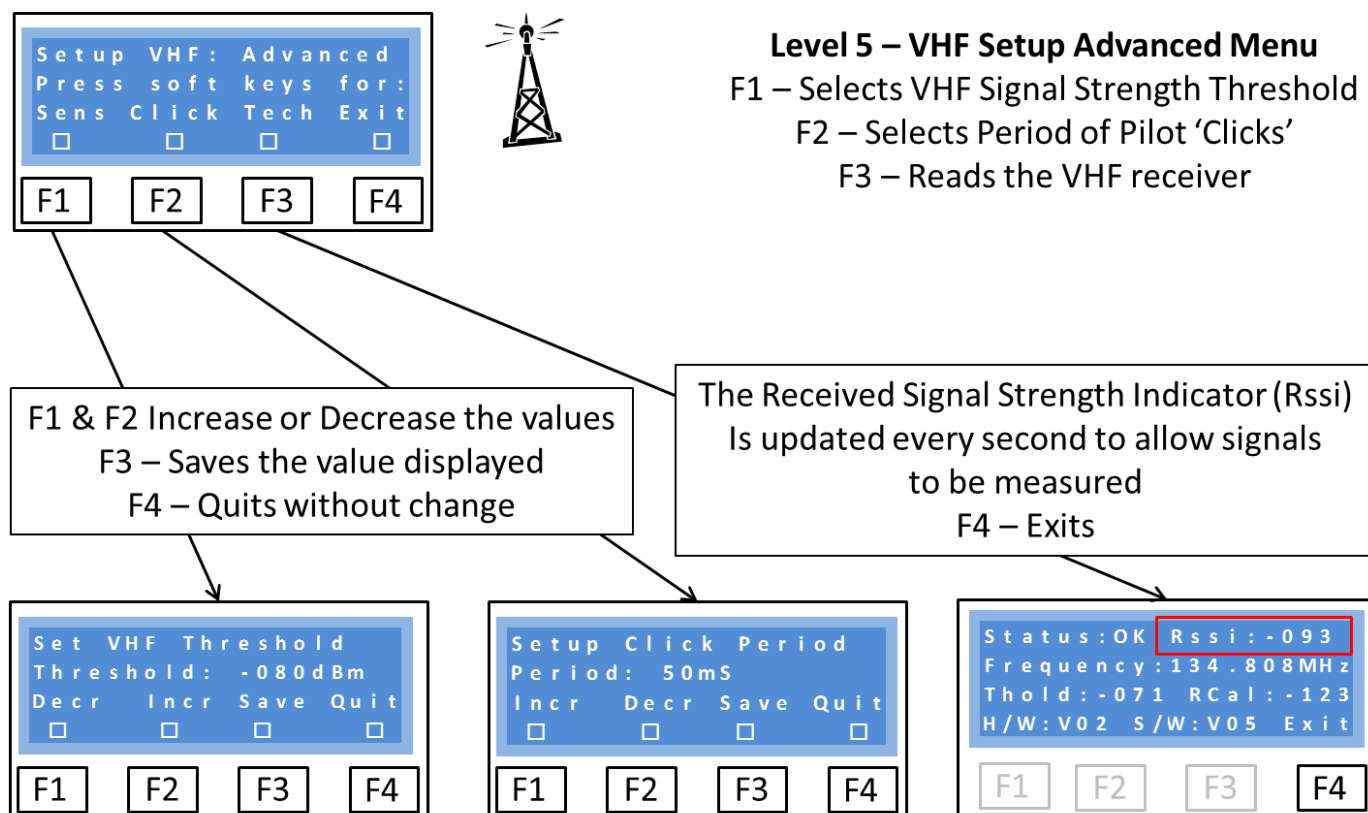 Setup VHF: Advanced
Press soft keys for:
Sens Click Tech Exit
F1 F2 F3 F4
Level 5 – VHF Setup Advanced Menu
F1 – Selects VHF Signal Strength Threshold
F2 – Selects Period of Pilot ‘Clicks’
F3 – Reads the VHF receiver
F1 & F2 Increase or Decrease the values
F3 – Saves the value displayed
F4 – Quits without change
The Received Signal Strength Indicator (Rssi)
Is updated every second to allow signals
to be measured
F4 – Exits
Set VHF Threshold
Threshold: -080dBm
Decr Incr Save Quit
F1 F2 F3 F4
Setup Click Period
Period: 50mS
Incr Decr Save Quit
F1 F2 F3 F4
Status:OK Rssi:-093
Frequency:134.808MHz
Thold:-071 RCal:-123
H/W:V02 S/W:V05 Exit
F1 F2 F3 F4